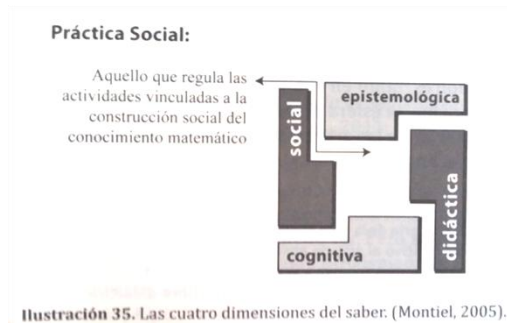 Práctica Social:
Aquello que regula las
actividades vinculadas a la
construcción social del
conocimiento matemático
epistemológica
social
didáctica
cognitiva
Ilustración 35. Las cuatro dimensiones del saber. (Montiel, 2005).